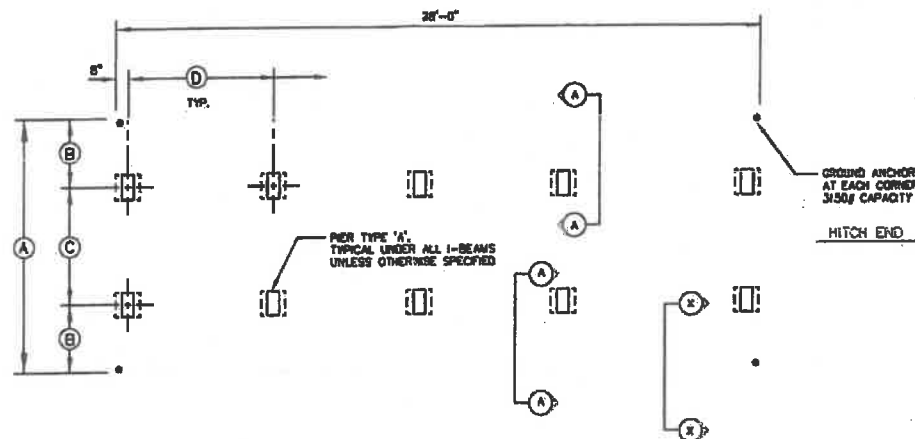 28'-0"
8"
D
TYP.
A
B
A
GROUND ANCHOR
AT EACH CORNER
3150# CAPACITY
HITCH END
PIER TYPE 'A',
TYPICAL UNDER ALL I-BEAMS
UNLESS OTHERWISE SPECIFIED
A
C
A
B
X
A
X